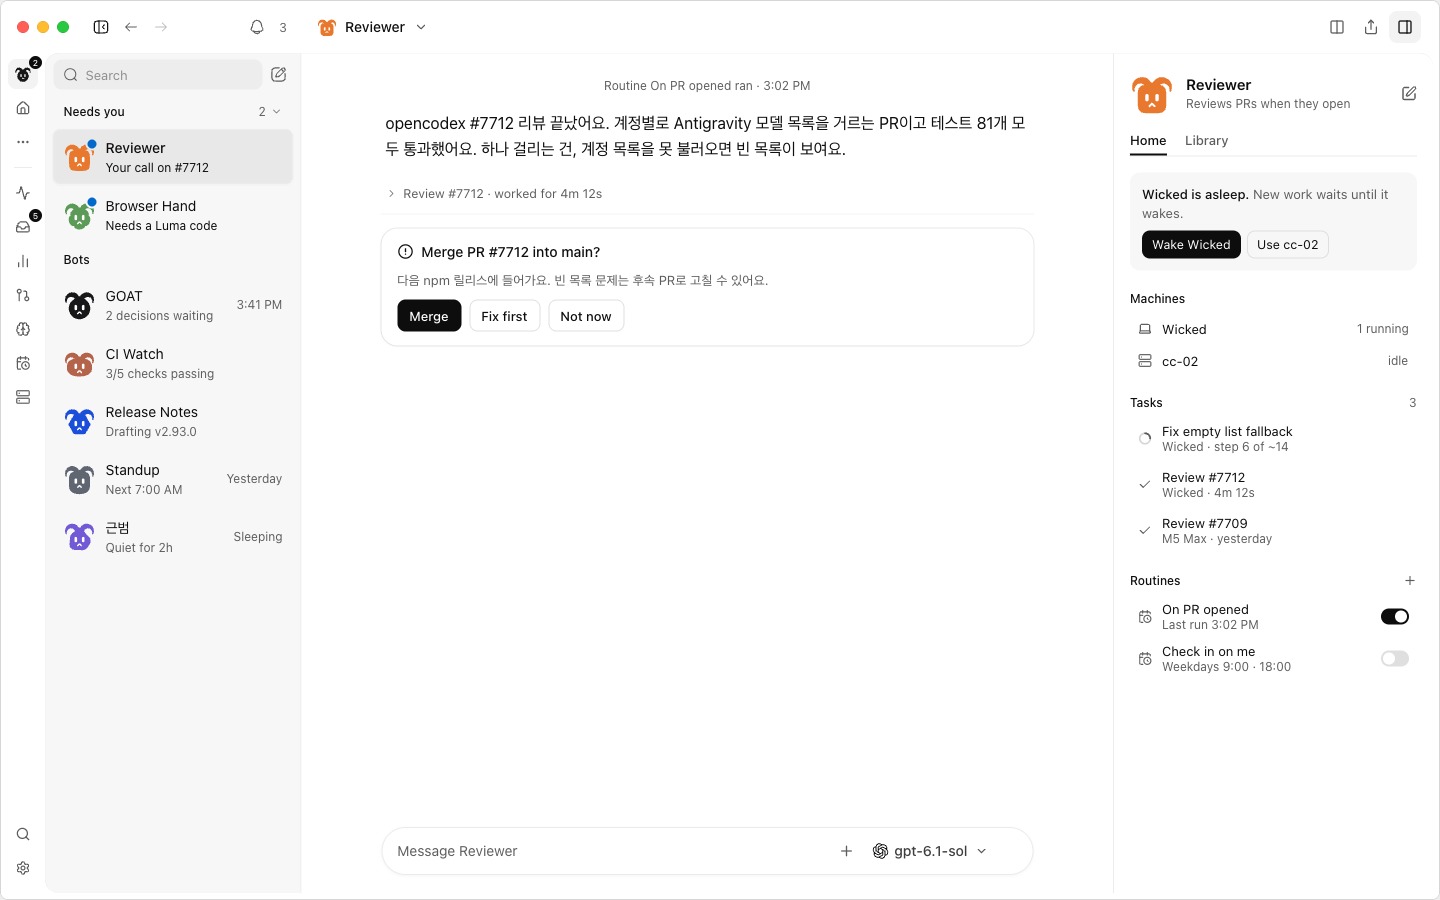 3
Reviewer
2
Search
Needs you
2
Reviewer
Your call on #7712
Browser Hand
Needs a Luma code
5
Bots
GOAT
3:41 PM
2 decisions waiting
CI Watch
3/5 checks passing
Release Notes
Drafting v2.93.0
Standup
Yesterday
Next 7:00 AM
근범
Sleeping
Quiet for 2h
Routine On PR opened ran · 3:02 PM
opencodex #7712 리뷰 끝났어요. 계정별로 Antigravity 모델 목록을 거르는 PR이고 테스트 81개 모
두 통과했어요. 하나 걸리는 건, 계정 목록을 못 불러오면 빈 목록이 보여요.
Review #7712 · worked for 4m 12s
Merge PR #7712 into main?
다음 npm 릴리스에 들어가요. 빈 목록 문제는 후속 PR로 고칠 수 있어요.
Merge
Fix first
Not now
Message Reviewer
gpt-6.1-sol
Reviewer
Reviews PRs when they open
Home
Library
Wicked is asleep. New work waits until it
wakes.
Wake Wicked
Use cc-02
Machines
Wicked
1 running
cc-02
idle
Tasks
3
Fix empty list fallback
Wicked · step 6 of ~14
Review #7712
Wicked · 4m 12s
Review #7709
M5 Max · yesterday
Routines
On PR opened
Last run 3:02 PM
Check in on me
Weekdays 9:00 · 18:00